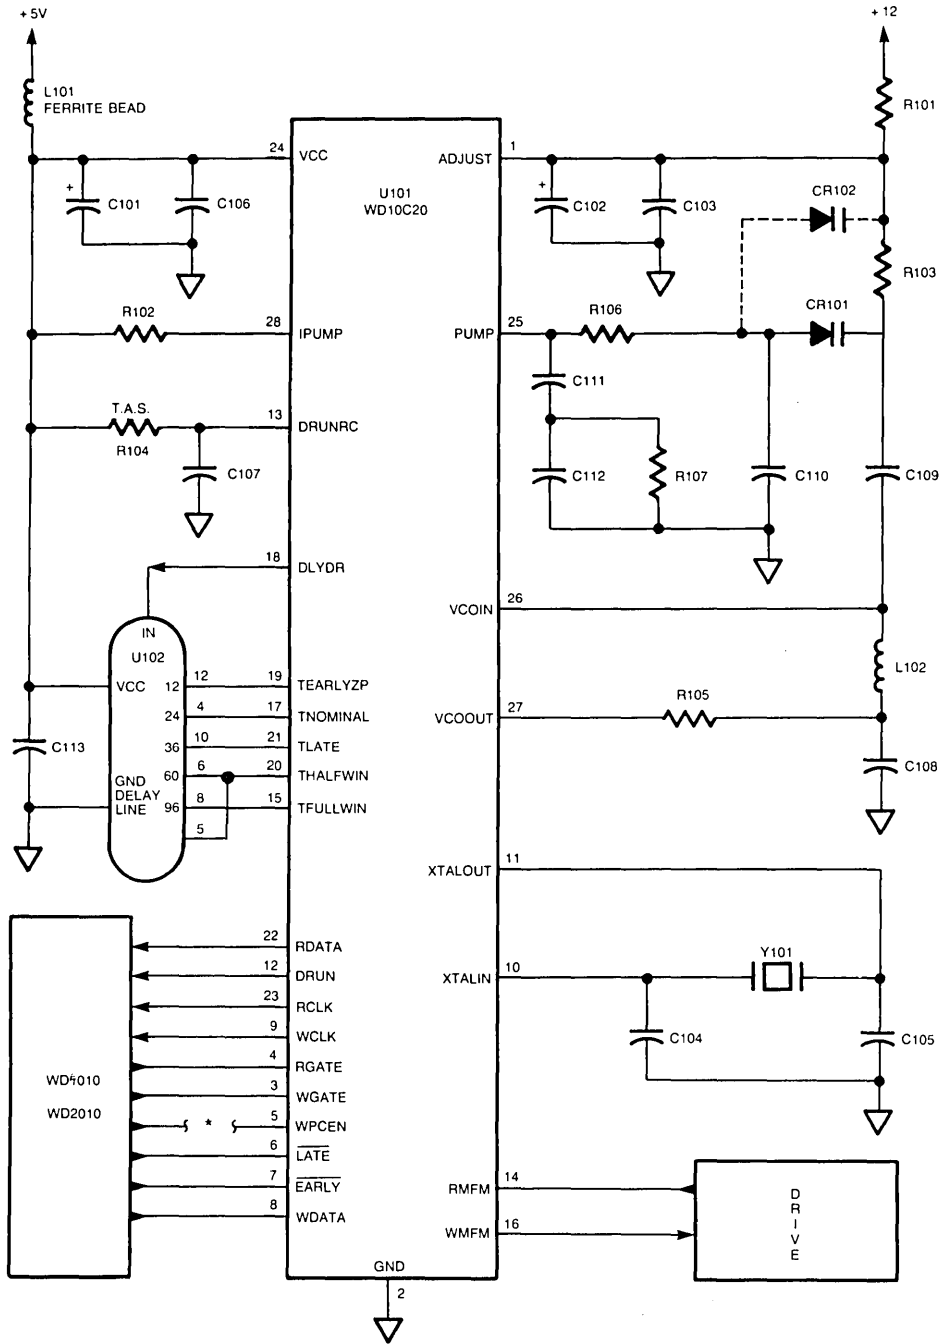 +5V
+12
L101
FERRITE BEAD
R101
24
VCC
ADJUST
1
U101
WD10C20
+
C101
C106
+
C102
C103
CR102
R103
R102
28
IPUMP
PUMP
25
R106
CR101
C111
T.A.S.
R104
13
DRUNRC
C107
C112
R107
C110
C109
18
DLYDR
IN
U102
VCOIN
26
L102
VCC
12
12
19
TEARLYZP
24
4
17
TNOMINAL
VCOOUT
27
R105
36
10
21
TLATE
C113
C108
60
6
20
THALFWIN
GND
DELAY
LINE
96
8
15
TFULLWIN
5
XTALOUT
11
22
RDATA
12
DRUN
XTALIN
10
Y101
23
RCLK
9
WCLK
C104
C105
4
RGATE
WD1010
WD2010
3
WGATE
*
5
WPCEN
6
LATE
7
EARLY
8
WDATA
RMFM
14
WMFM
16
DRIVE
GND
2